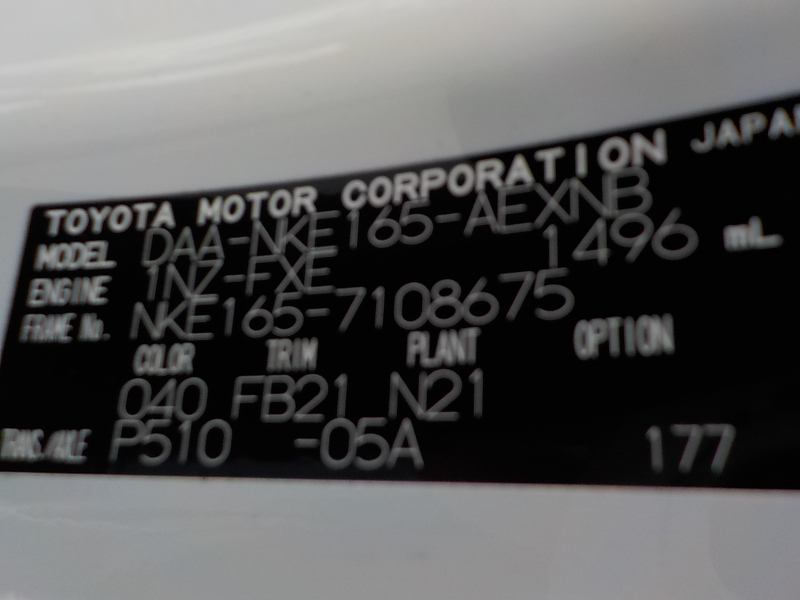 TOYOTA MOTOR CORPORATION JAPAN
MODEL DAA-NKE165-AEXNB
ENGINE 1NZ-FXE 1496 mL
FRAME No. NKE165-7108675
COLOR TRIM PLANT OPTION
040 FB21 N21
TRANS./AXLE P510 -05A 177